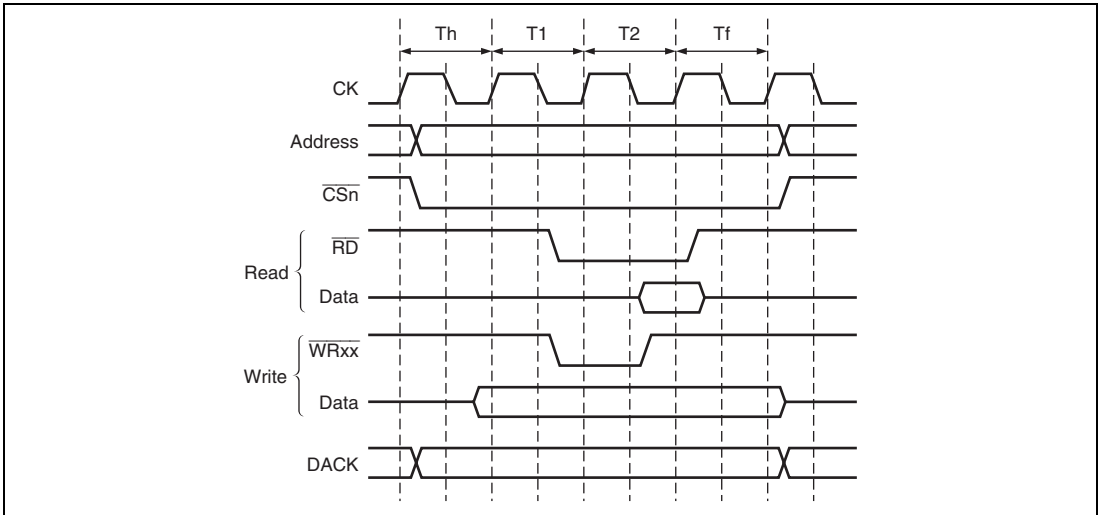 Th T1 T2 Tf
CK
Address
CSn
RD
Read
Data
WRxx
Write
Data
DACK